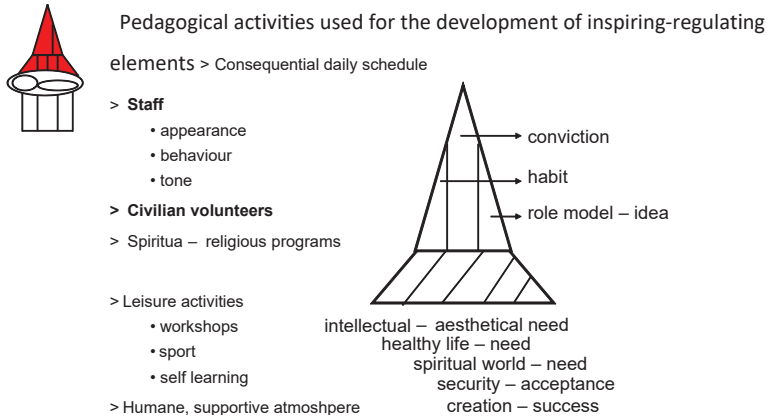 Pedagogical activities used for the development of inspiring-regulating
elements > Consequential daily schedule
> Staff
• appearance
• behaviour
• tone
> Civilian volunteers
> Spiritua – religious programs
> Leisure activities
• workshops
• sport
• self learning
> Humane, supportive atmoshpere
conviction
habit
role model – idea
intellectual – aesthetical need
healthy life – need
spiritual world – need
security – acceptance
creation – success